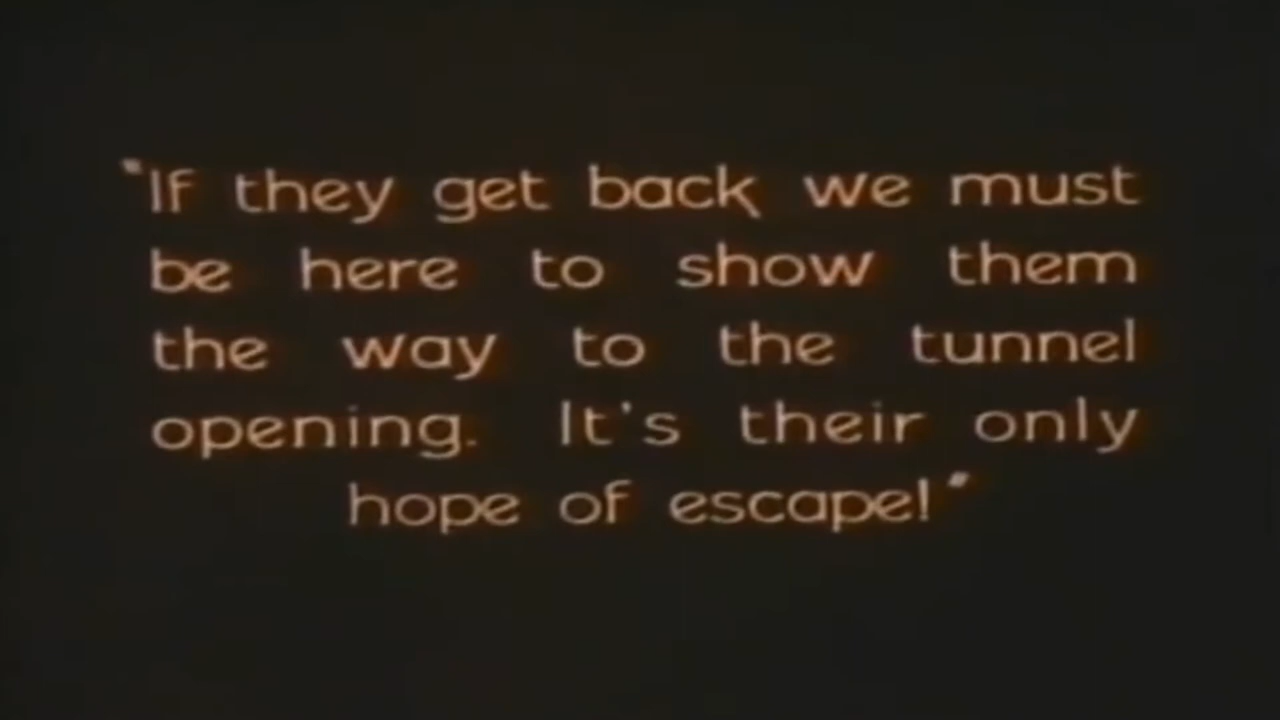 "If they get back we must
be here to show them
the way to the tunnel
opening. It's their only
hope of escape!"